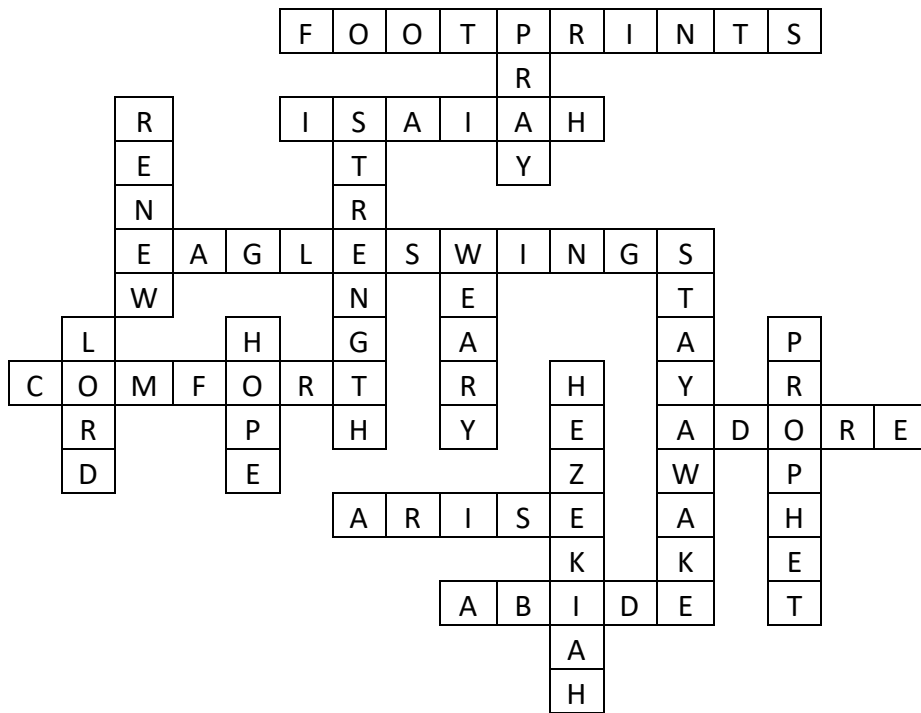 F O O T P R I N T S
R
R I S A I A H
E T Y
N R
E A G L E S W I N G S
W N E T
L H G A A P
C O M F O R T R H Y R
R P H Y E A D O R E
D E Z W P
A R I S E A H
K K E
A B I D E T
A
H